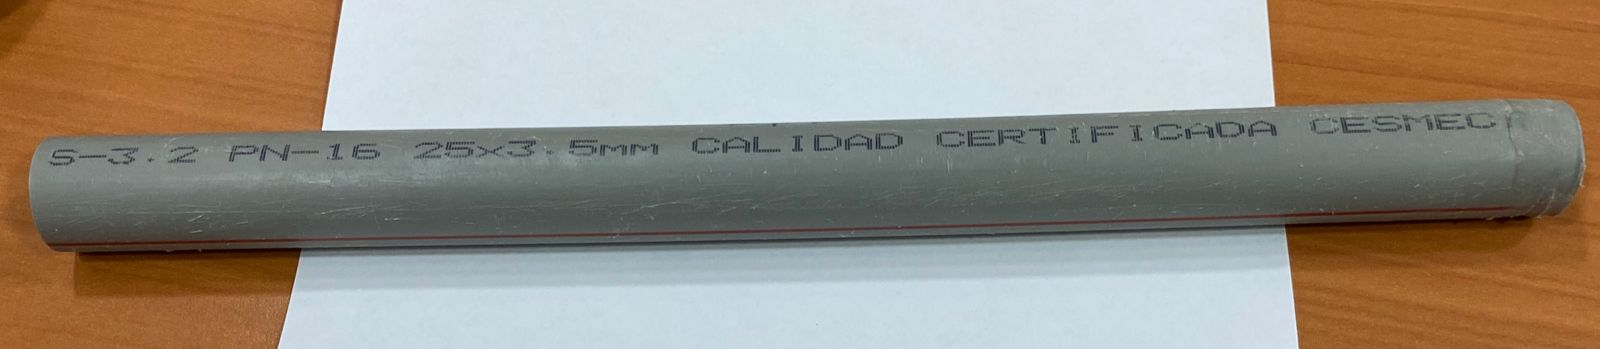 S-3.2 PN-16 25x3.5mm CALIDAD CERTIFICADA CESMEC